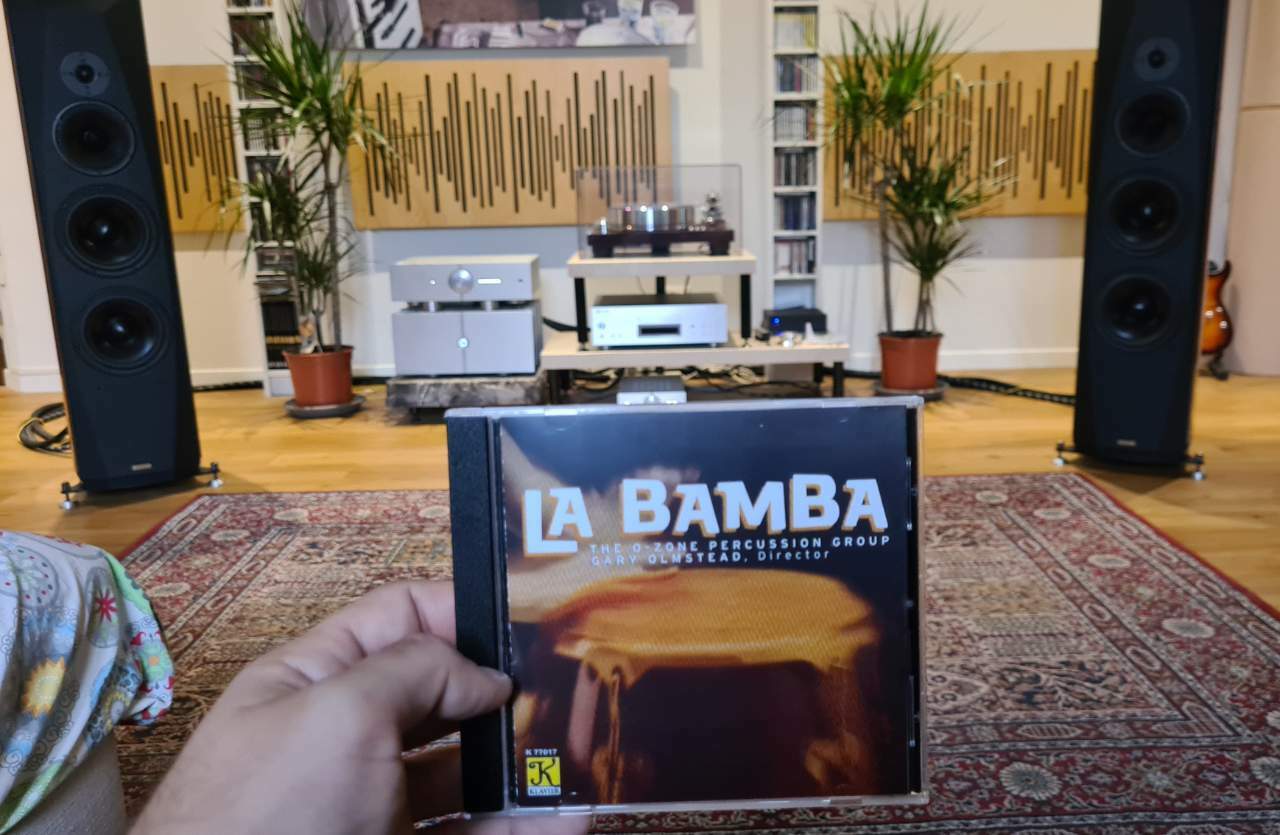 LA BAMBA
THE O-ZONE PERCUSSION GROUP
GARY OLMSTEAD, Director
K 77017
K
KLAVIER